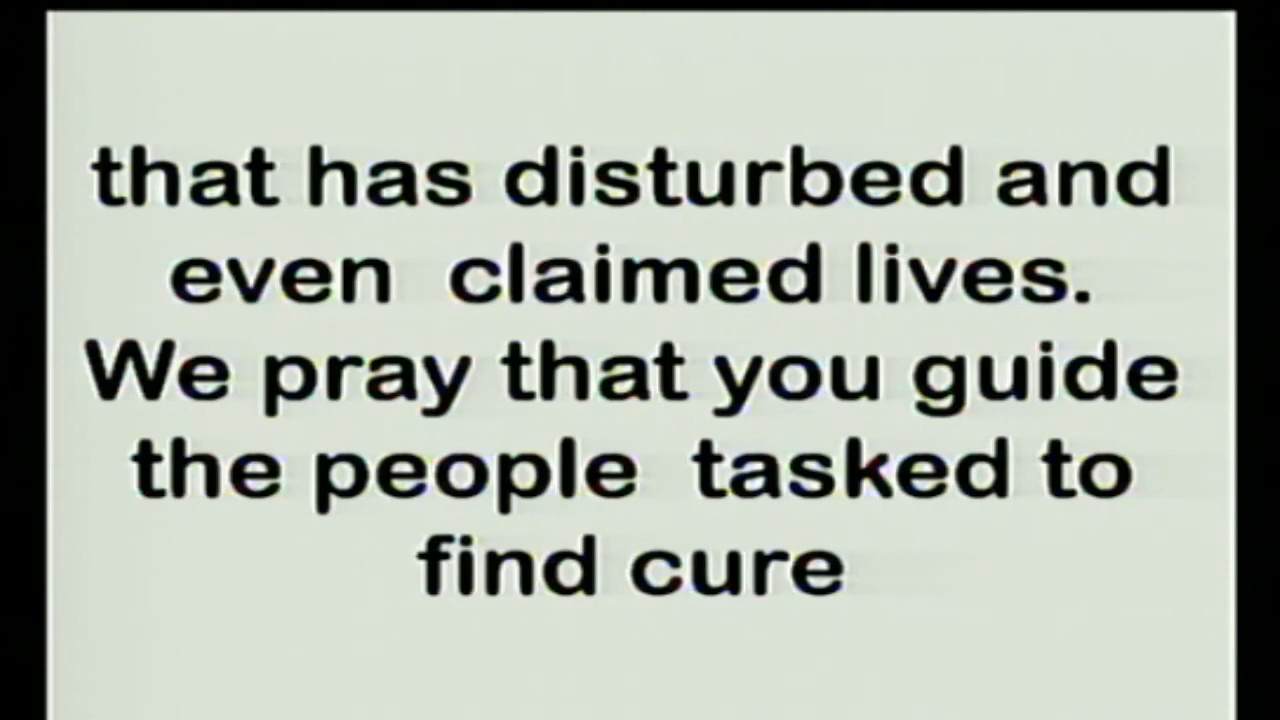 that has disturbed and
even  claimed lives.
We pray that you guide
the people  tasked to
find cure